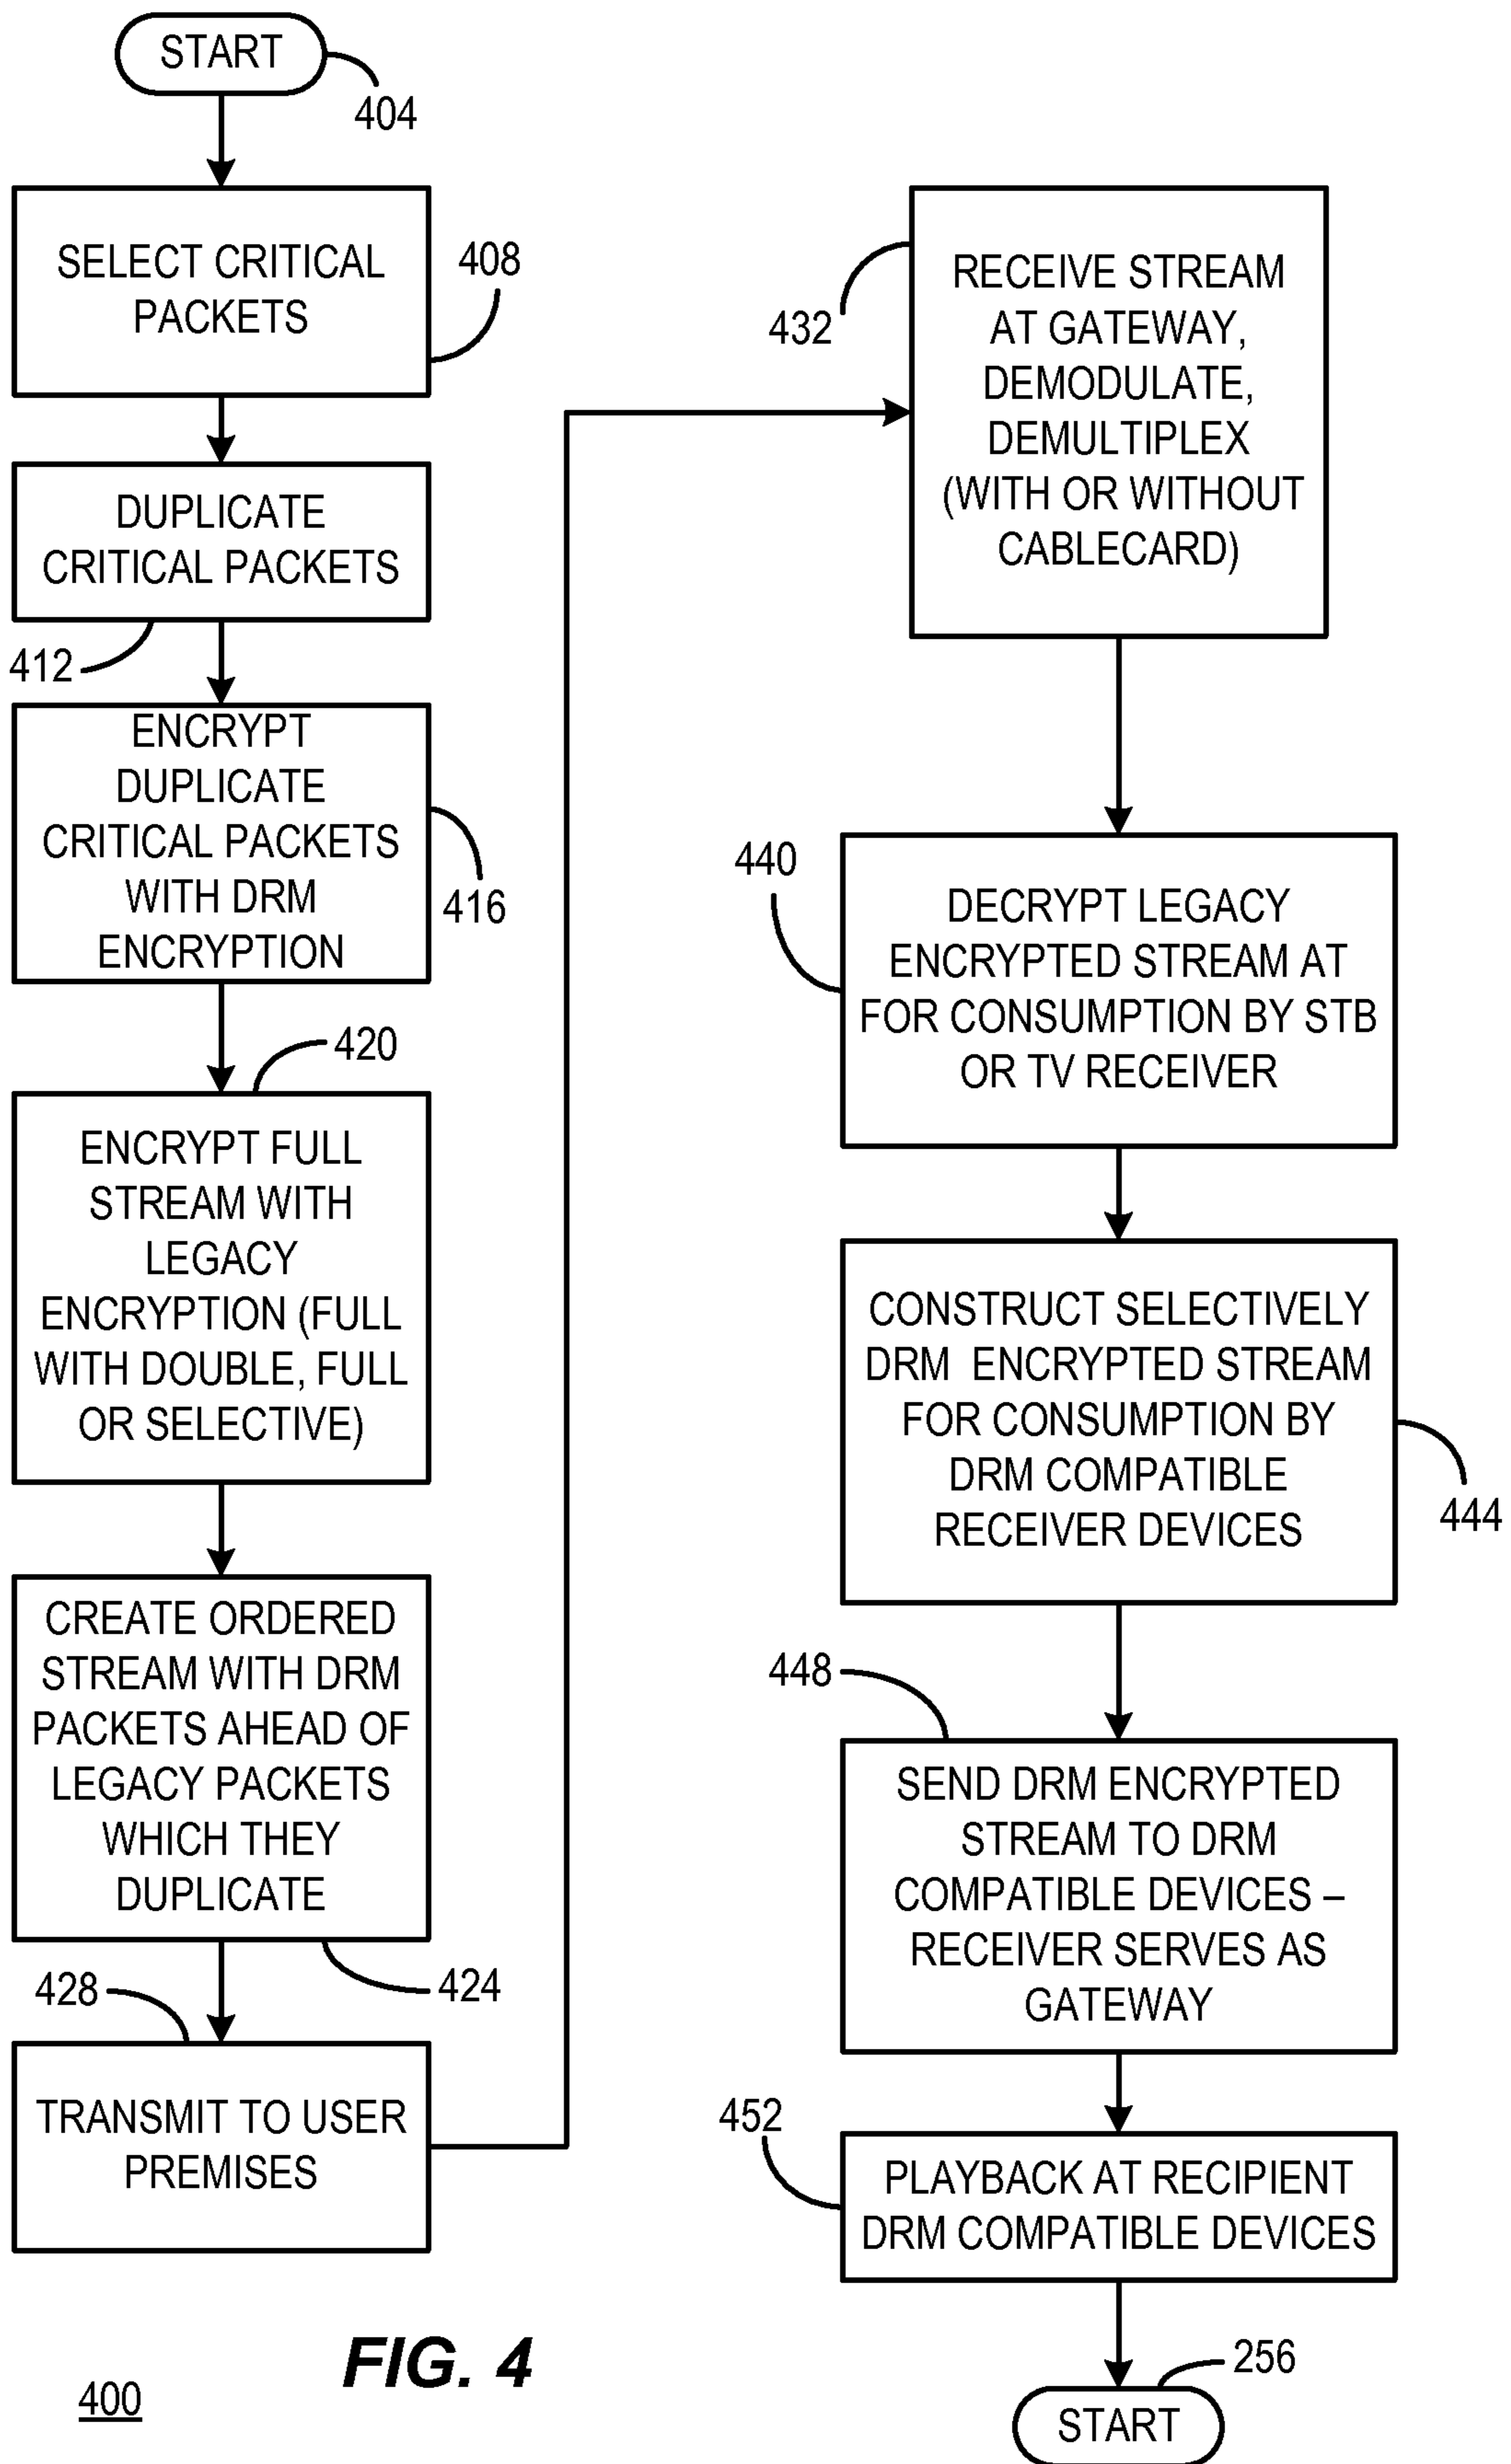 START
404
SELECT CRITICAL
PACKETS
408
DUPLICATE
CRITICAL PACKETS
412
ENCRYPT
DUPLICATE
CRITICAL PACKETS
WITH DRM
ENCRYPTION
416
420
ENCRYPT FULL
STREAM WITH
LEGACY
ENCRYPTION (FULL
WITH DOUBLE, FULL
OR SELECTIVE)
CREATE ORDERED
STREAM WITH DRM
PACKETS AHEAD OF
LEGACY PACKETS
WHICH THEY
DUPLICATE
424
428
TRANSMIT TO USER
PREMISES
432
RECEIVE STREAM
AT GATEWAY,
DEMODULATE,
DEMULTIPLEX
(WITH OR WITHOUT
CABLECARD)
440
DECRYPT LEGACY
ENCRYPTED STREAM AT
FOR CONSUMPTION BY STB
OR TV RECEIVER
CONSTRUCT SELECTIVELY
DRM ENCRYPTED STREAM
FOR CONSUMPTION BY
DRM COMPATIBLE
RECEIVER DEVICES
444
448
SEND DRM ENCRYPTED
STREAM TO DRM
COMPATIBLE DEVICES –
RECEIVER SERVES AS
GATEWAY
452
PLAYBACK AT RECIPIENT
DRM COMPATIBLE DEVICES
256
START
FIG. 4
400